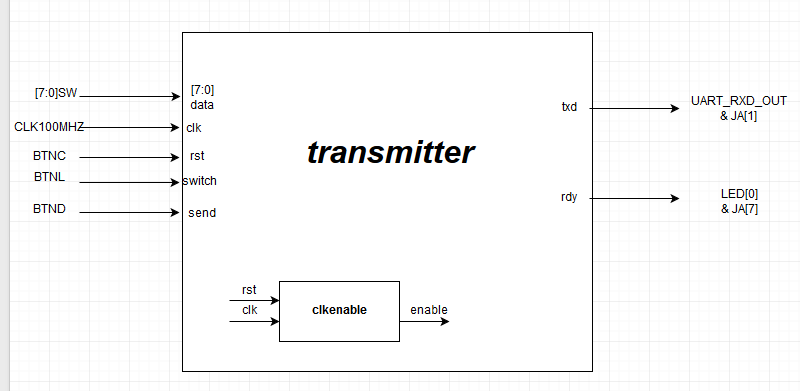 [7:0]SW
[7:0]
data
txd
UART_RXD_OUT
& JA[1]
CLK100MHZ
clk
BTNC
rst
transmitter
BTNL
switch
rdy
LED[0]
& JA[7]
BTND
send
rst
clk
clkenable
enable